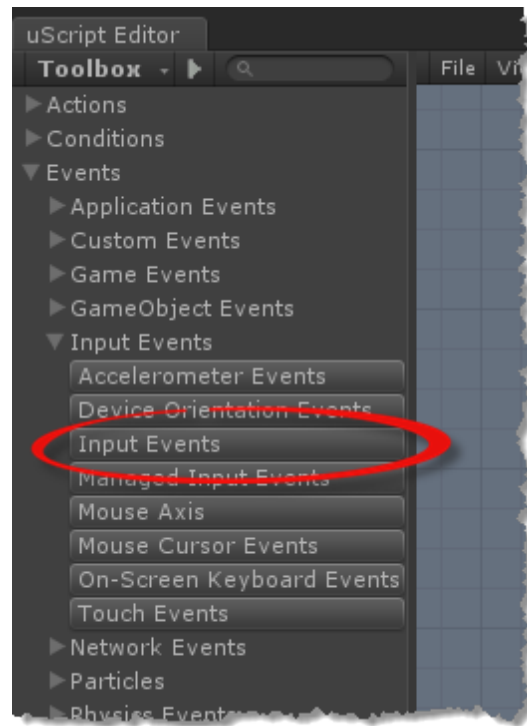 uScript Editor
Toolbox File
Actions
Conditions
Events
Application Events
Custom Events
Game Events
GameObject Events
Input Events
Accelerometer Events
Device Orientation Events
Input Events
Managed Input Events
Mouse Axis
Mouse Cursor Events
On-Screen Keyboard Events
Touch Events
Network Events
Particles
Physics Events